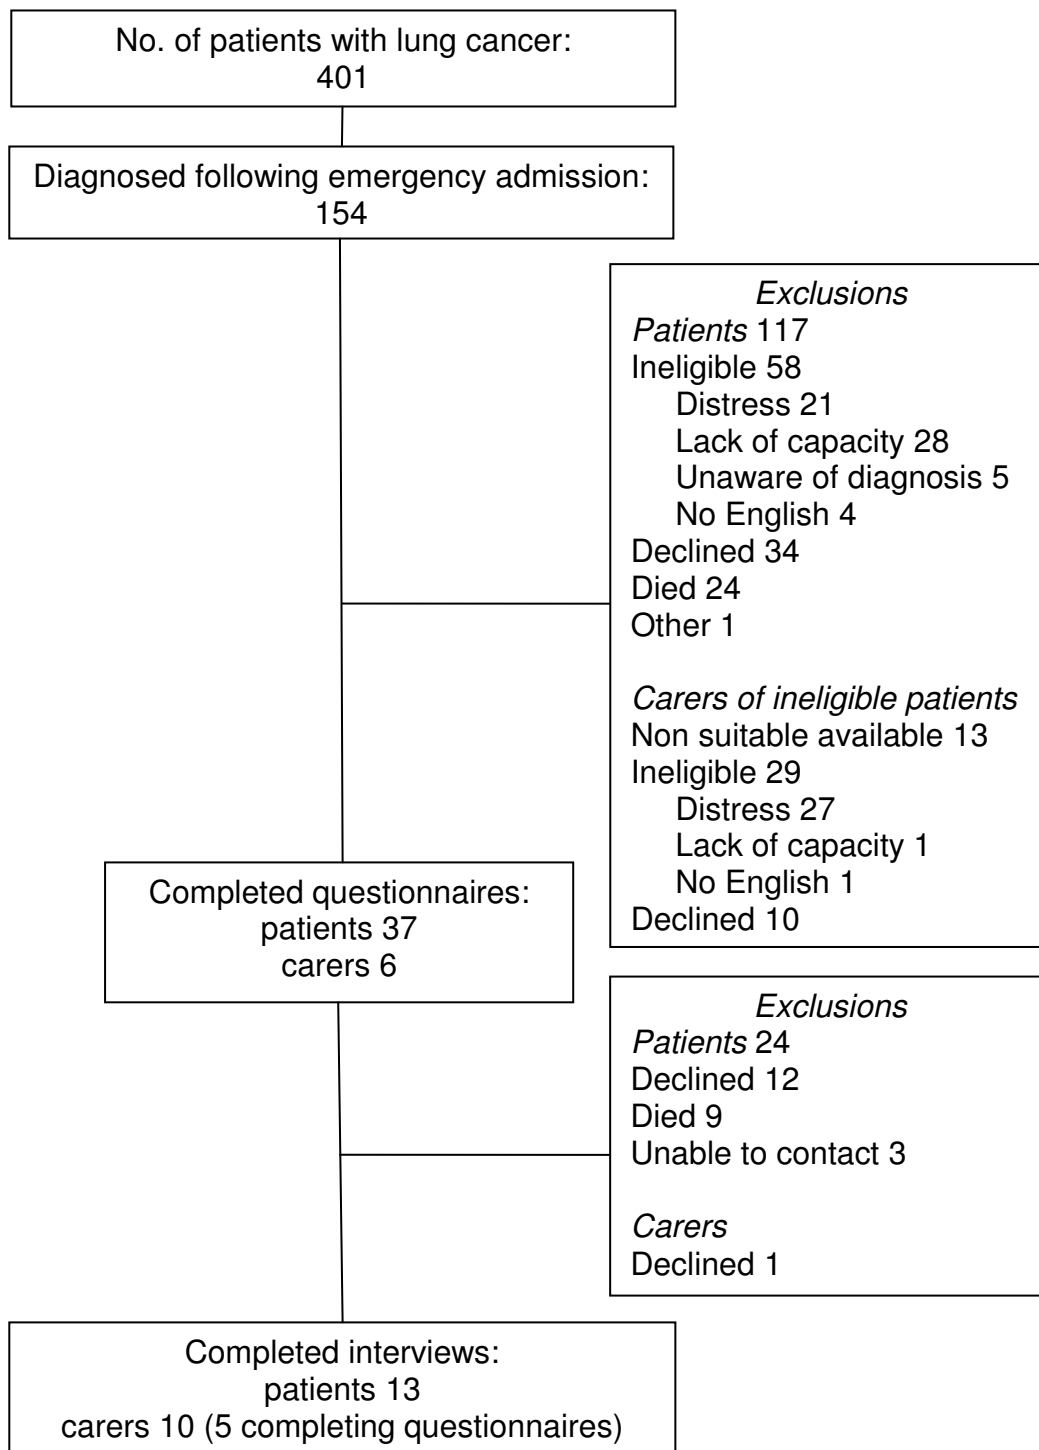 No. of patients with lung cancer:
401
Diagnosed following emergency admission:
154
Exclusions
Patients 117
Ineligible 58
Distress 21
Lack of capacity 28
Unaware of diagnosis 5
No English 4
Declined 34
Died 24
Other 1
Carers of ineligible patients
Non suitable available 13
Ineligible 29
Distress 27
Lack of capacity 1
No English 1
Declined 10
Completed questionnaires:
patients 37
carers 6
Exclusions
Patients 24
Declined 12
Died 9
Unable to contact 3
Carers
Declined 1
Completed interviews:
patients 13
carers 10 (5 completing questionnaires)